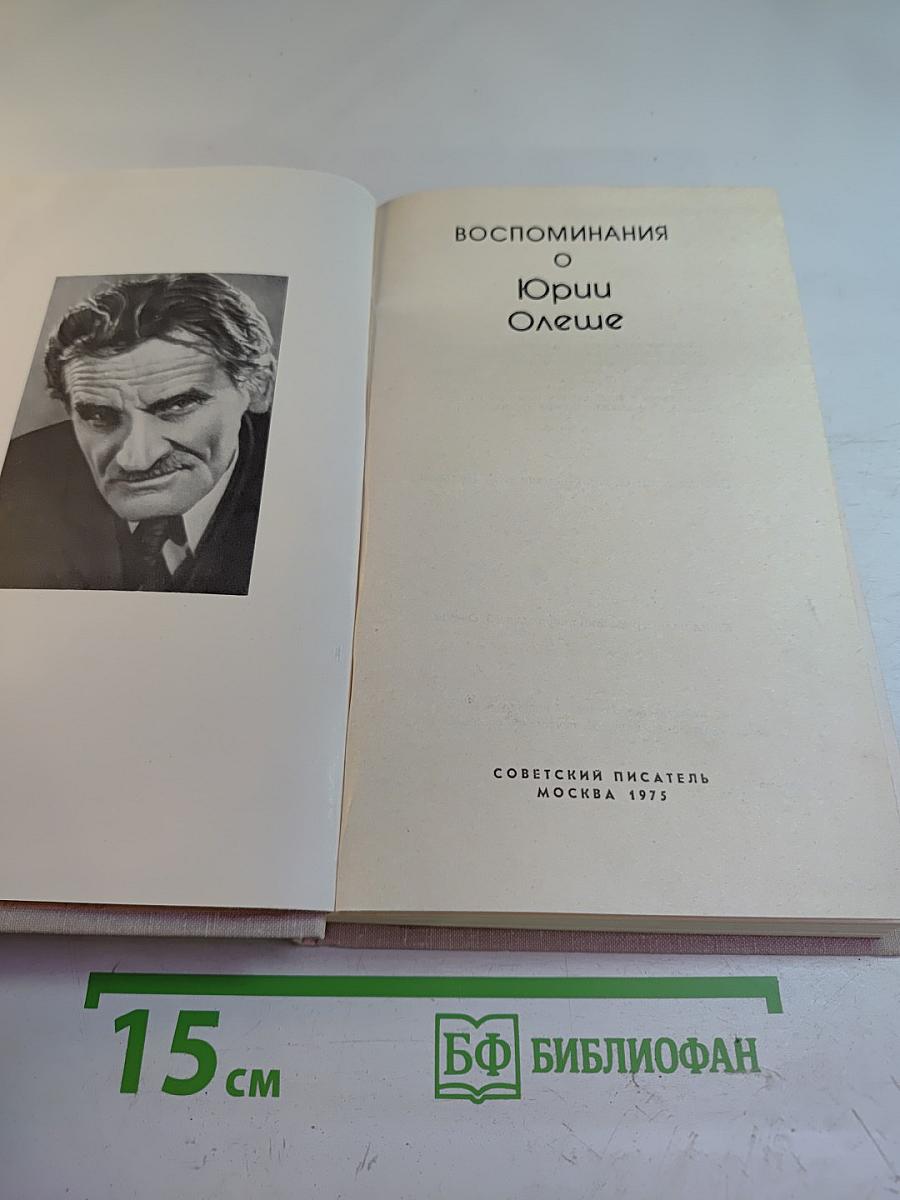 ВОСПОМИНАНИЯ
О
Юрии
Олеше
СОВЕТСКИЙ ПИСАТЕЛЬ
МОСКВА 1975
15 см
БФ БИБЛИОФАН